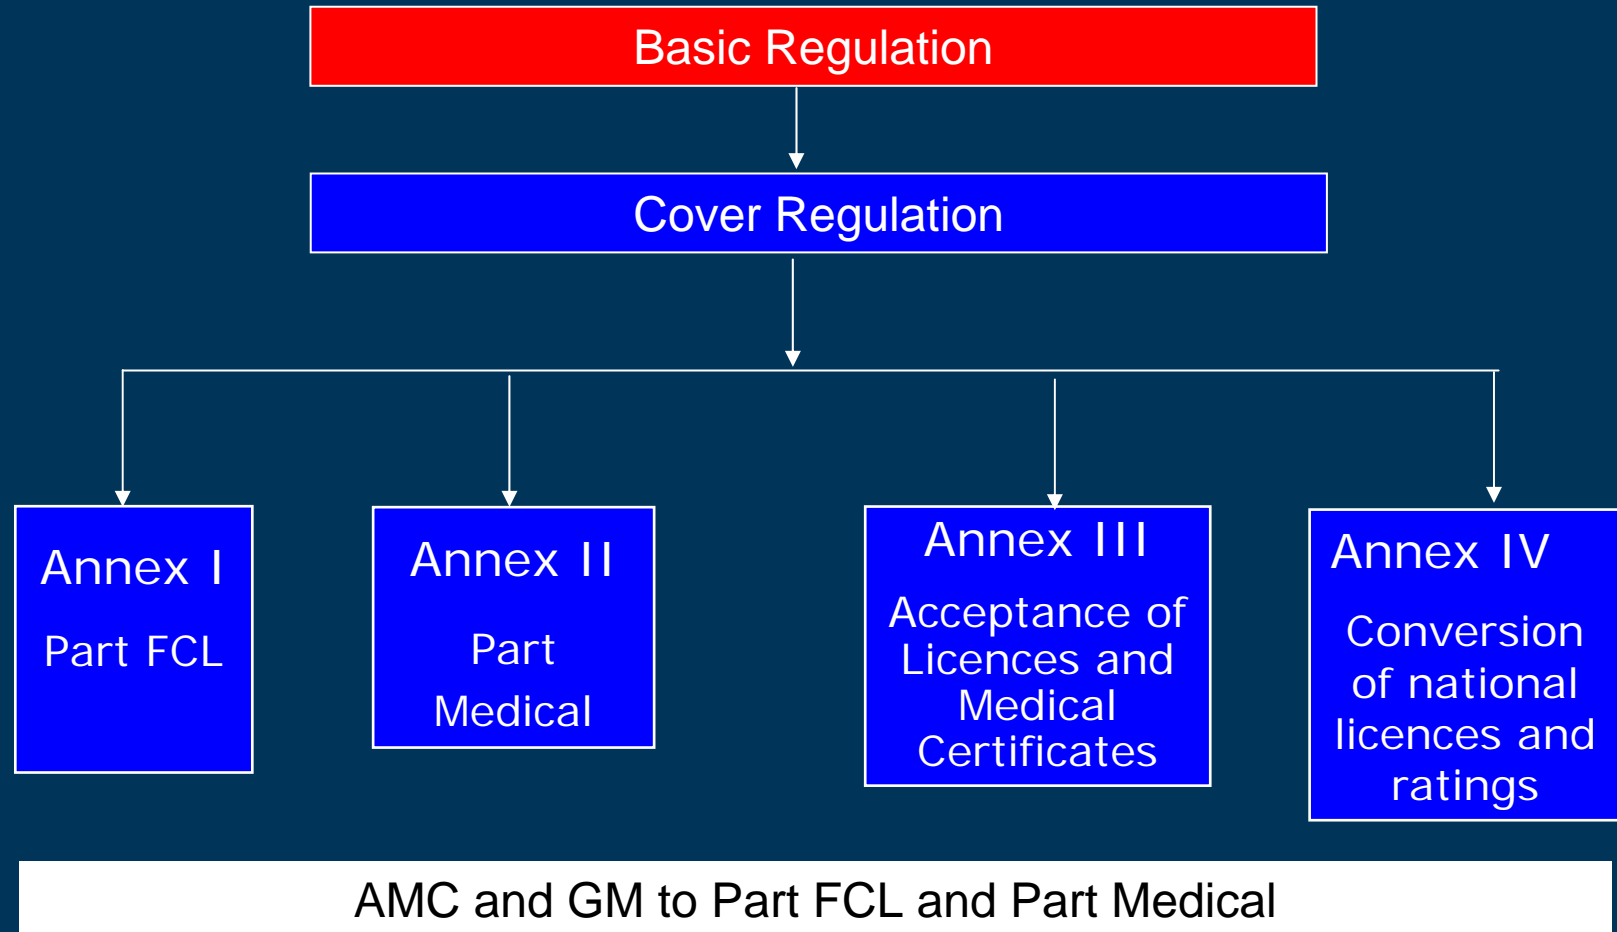 Basic Regulation
Cover Regulation
Annex I
Part FCL
Annex II
Part
Medical
Annex III
Acceptance of
Licences and
Medical
Certificates
Annex IV
Conversion
of national
licences and
ratings
AMC and GM to Part FCL and Part Medical